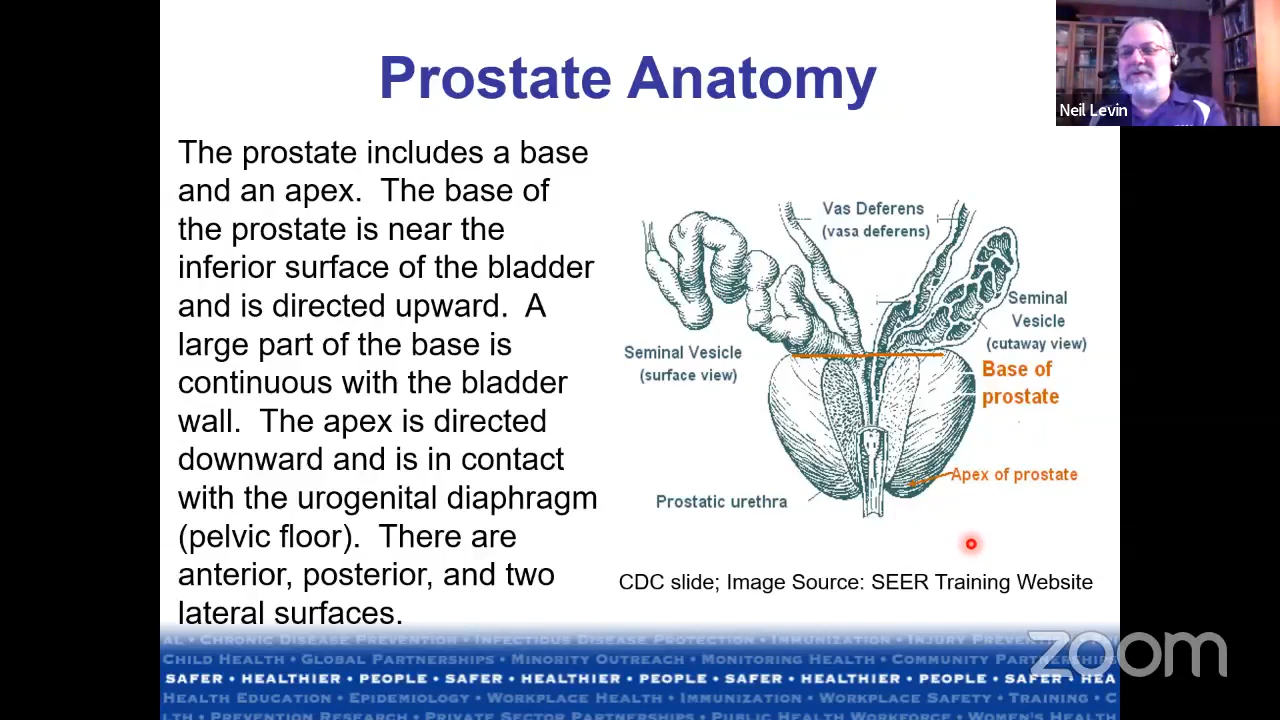 Prostate Anatomy
Neil Levin
The prostate includes a base
and an apex. The base of
the prostate is near the
inferior surface of the bladder
and is directed upward. A
large part of the base is
continuous with the bladder
wall. The apex is directed
downward and is in contact
with the urogenital diaphragm
(pelvic floor). There are
anterior, posterior, and two
lateral surfaces.
Vas Deferens
(vasa deferens)
Seminal
Vesicle
(cutaway view)
Seminal Vesicle
(surface view)
Base of
prostate
Apex of prostate
Prostatic urethra
CDC slide; Image Source: SEER Training Website
AL • CHRONIC DISEASE PREVENTION • INFECTIOUS DISEASE PROTECTION • IMMUNIZATION • INJURY
CHILD HEALTH • GLOBAL PARTNERSHIPS • MINORITY OUTREACH • MONITORING HEALTH • COMMUNITY PARTNERSHIPS
SAFER • HEALTHIER • PEOPLE • SAFER • HEALTHIER • PEOPLE • SAFER • HEALTHIER • PEOPLE • SAFER • HEA
HEALTH EDUCATION • EPIDEMIOLOGY • WORKPLACE HEALTH • IMMUNIZATION • WORKPLACE SAFETY • TRAINING • C
LTH • PREVENTION RESEARCH • PRIVATE SECTOR PARTNERSHIPS • PUBLIC HEALTH WORKFORCE • WOMEN'S HEALTH
zoom